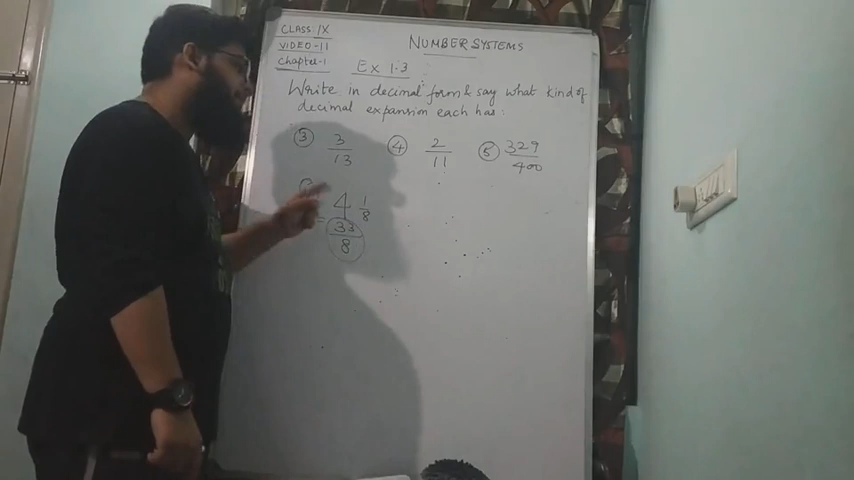 CLASS: IX
VIDEO-11
Chapter-1
NUMBER SYSTEMS
Ex 1.3
Write in decimal form & say what kind of
decimal expansion each has:
③ 3/13 ④ 2/11 ⑤ 329/400
4 1/8
= 33/8